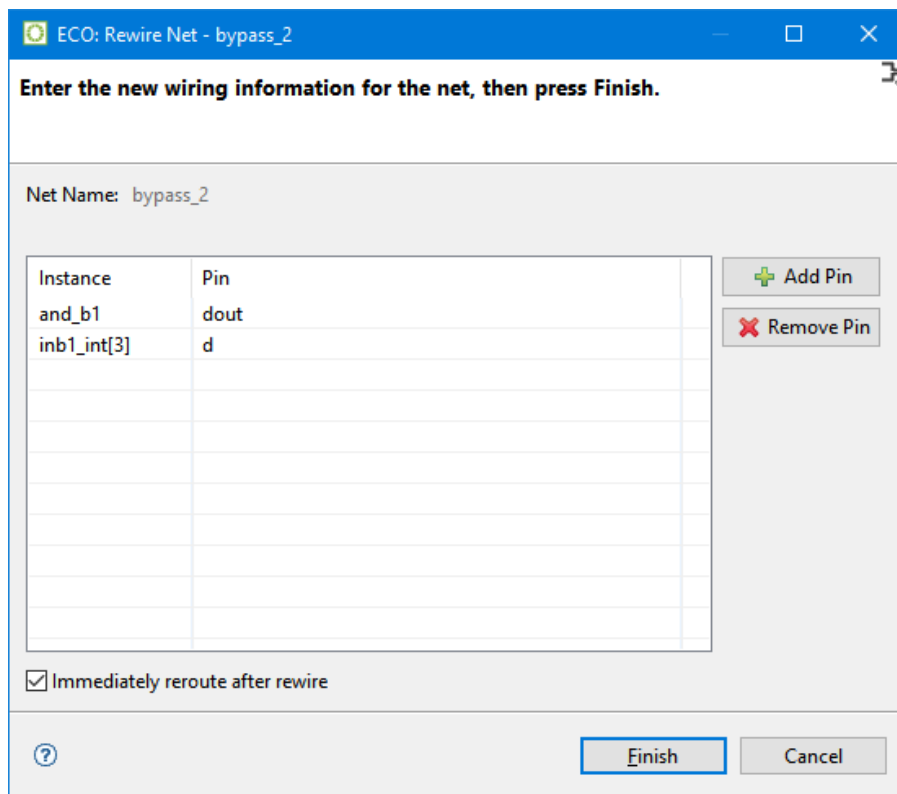 ECO: Rewire Net - bypass_2
Enter the new wiring information for the net, then press Finish.
Net Name: bypass_2
Instance Pin
Add Pin
and_b1 dout
Remove Pin
inb1_int[3] d
Immediately reroute after rewire
?
Finish Cancel